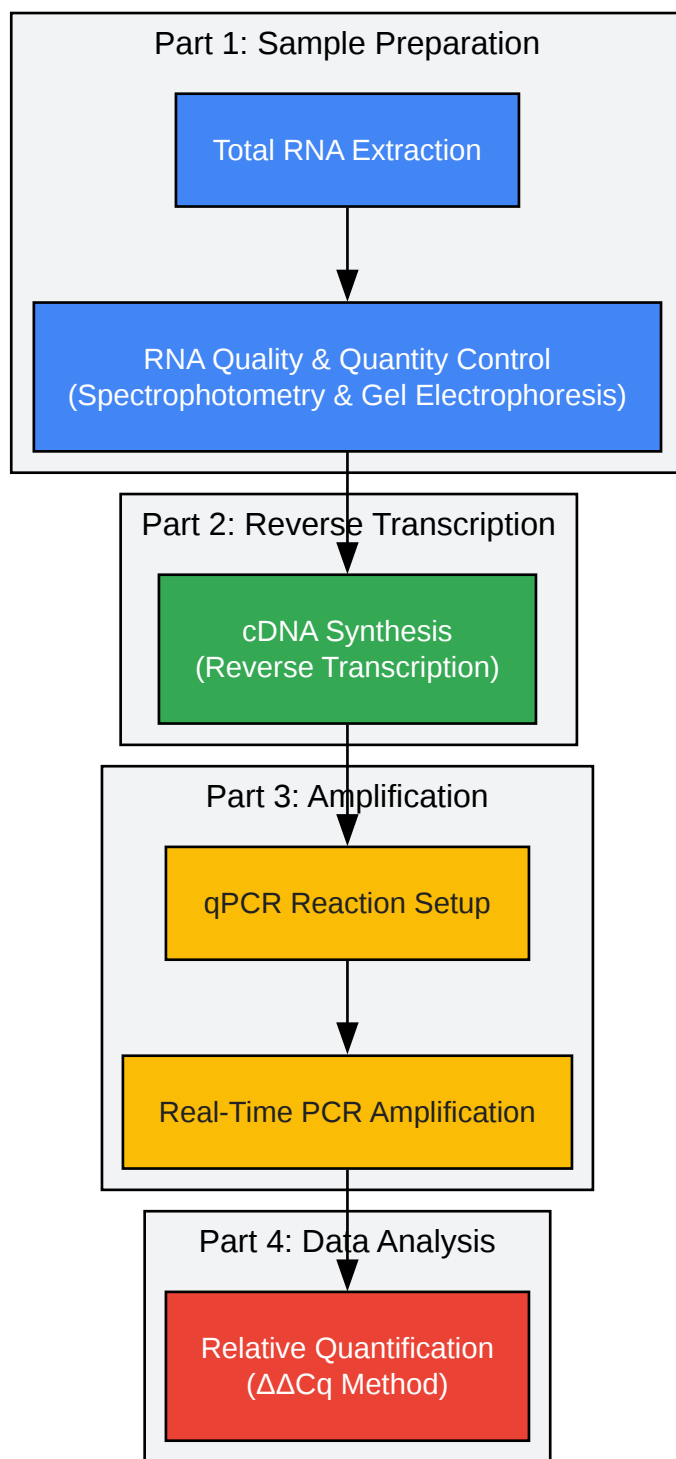 Part 1: Sample Preparation
Total RNA Extraction
RNA Quality & Quantity Control
(Spectrophotometry & Gel Electrophoresis)
Part 2: Reverse Transcription
cDNA Synthesis
(Reverse Transcription)
Part 3: Amplification
qPCR Reaction Setup
Real-Time PCR Amplification
Part 4: Data Analysis
Relative Quantification
(ΔΔCq Method)